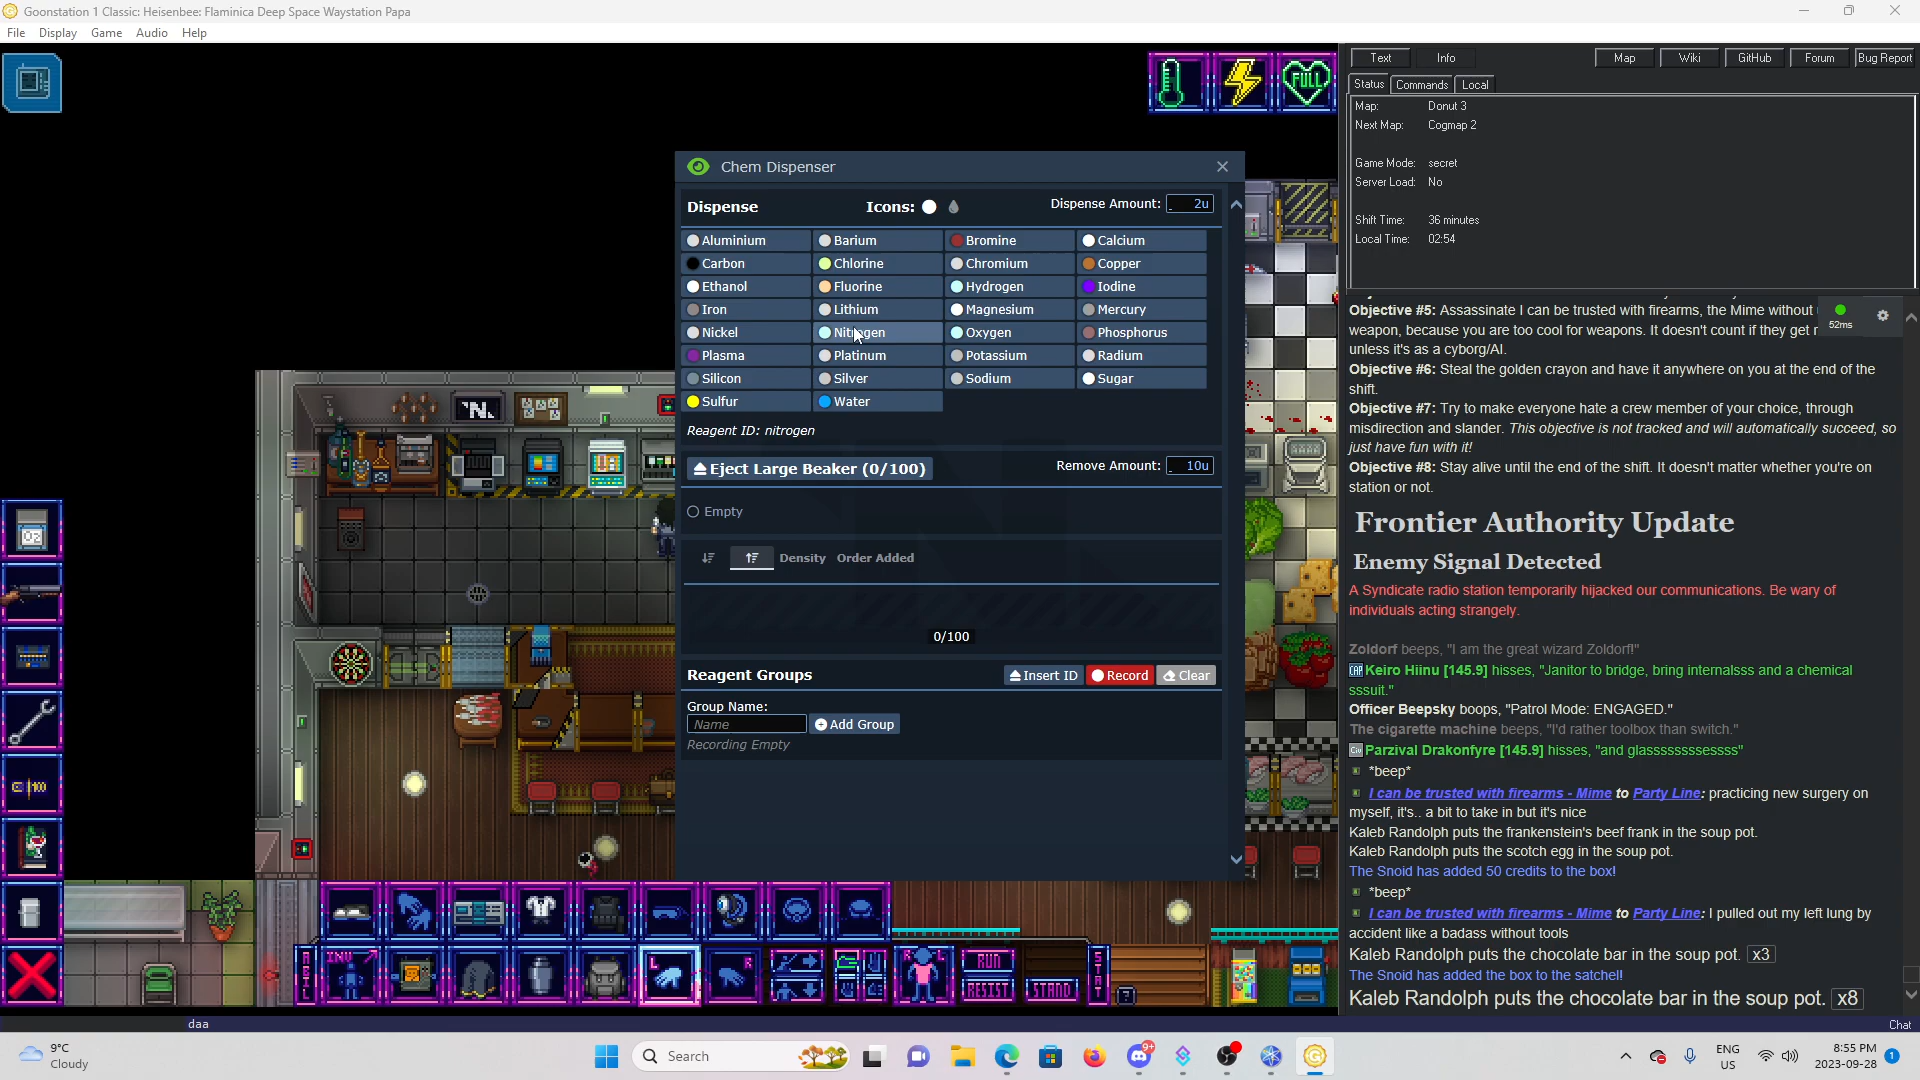 Goonstation 1 Classic: Heisenbee: Flaminica Deep Space Waystation Papa
File Display Game Audio Help
FULL
Text Info Map Wiki GitHub Forum Bug Report
Status Commands Local
Map: Donut 3
Next Map: Cogmap 2
Game Mode: secret
Server Load: No
Shift Time: 36 minutes
Local Time: 02:54
Chem Dispenser
Dispense Icons: Dispense Amount: 2u
Aluminium Barium Bromine Calcium
Carbon Chlorine Chromium Copper
Ethanol Fluorine Hydrogen Iodine
Iron Lithium Magnesium Mercury
Nickel Nitrogen Oxygen Phosphorus
Plasma Platinum Potassium Radium
Silicon Silver Sodium Sugar
Sulfur Water
Reagent ID: nitrogen
Eject Large Beaker (0/100) Remove Amount: 10u
Empty
Density Order Added
0/100
Reagent Groups Insert ID Record Clear
Group Name:
Name Add Group
Recording Empty
Objective #5: Assassinate I can be trusted with firearms, the Mime without
weapon, because you are too cool for weapons. It doesn't count if they get
unless it's as a cyborg/AI.
52ms
Objective #6: Steal the golden crayon and have it anywhere on you at the end of the
shift.
Objective #7: Try to make everyone hate a crew member of your choice, through
misdirection and slander. This objective is not tracked and will automatically succeed, so
just have fun with it!
Objective #8: Stay alive until the end of the shift. It doesn't matter whether you're on
station or not.
Frontier Authority Update
Enemy Signal Detected
A Syndicate radio station temporarily hijacked our communications. Be wary of
individuals acting strangely.
Zoldorf beeps, "I am the great wizard Zoldorf!"
CAP Keiro Hiinu [145.9] hisses, "Janitor to bridge, bring internalsss and a chemical
sssuit."
Officer Beepsky boops, "Patrol Mode: ENGAGED."
The cigarette machine beeps, "I'd rather toolbox than switch."
Civ Parzival Drakonfyre [145.9] hisses, "and glasssssssessss"
*beep*
I can be trusted with firearms - Mime to Party Line: practicing new surgery on
myself, it's.. a bit to take in but it's nice
Kaleb Randolph puts the frankenstein's beef frank in the soup pot.
Kaleb Randolph puts the scotch egg in the soup pot.
The Snoid has added 50 credits to the box!
*beep*
I can be trusted with firearms - Mime to Party Line: I pulled out my left lung by
accident like a badass without tools
Kaleb Randolph puts the chocolate bar in the soup pot. x3
The Snoid has added the box to the satchel!
Kaleb Randolph puts the chocolate bar in the soup pot. x8
O2
100
INV L R R L RUN RESIST STAND STAT
daa Chat
9°C
Cloudy
Search
9+
ENG
US
8:55 PM
2023-09-28
1